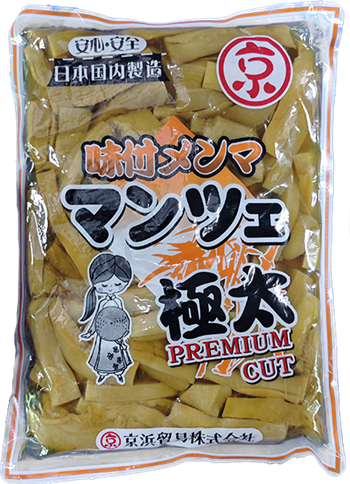 安心・安全
日本国内製造
京
味付メンマ
マンツェ
極太
PREMIUM
CUT
京 京浜貿易株式会社